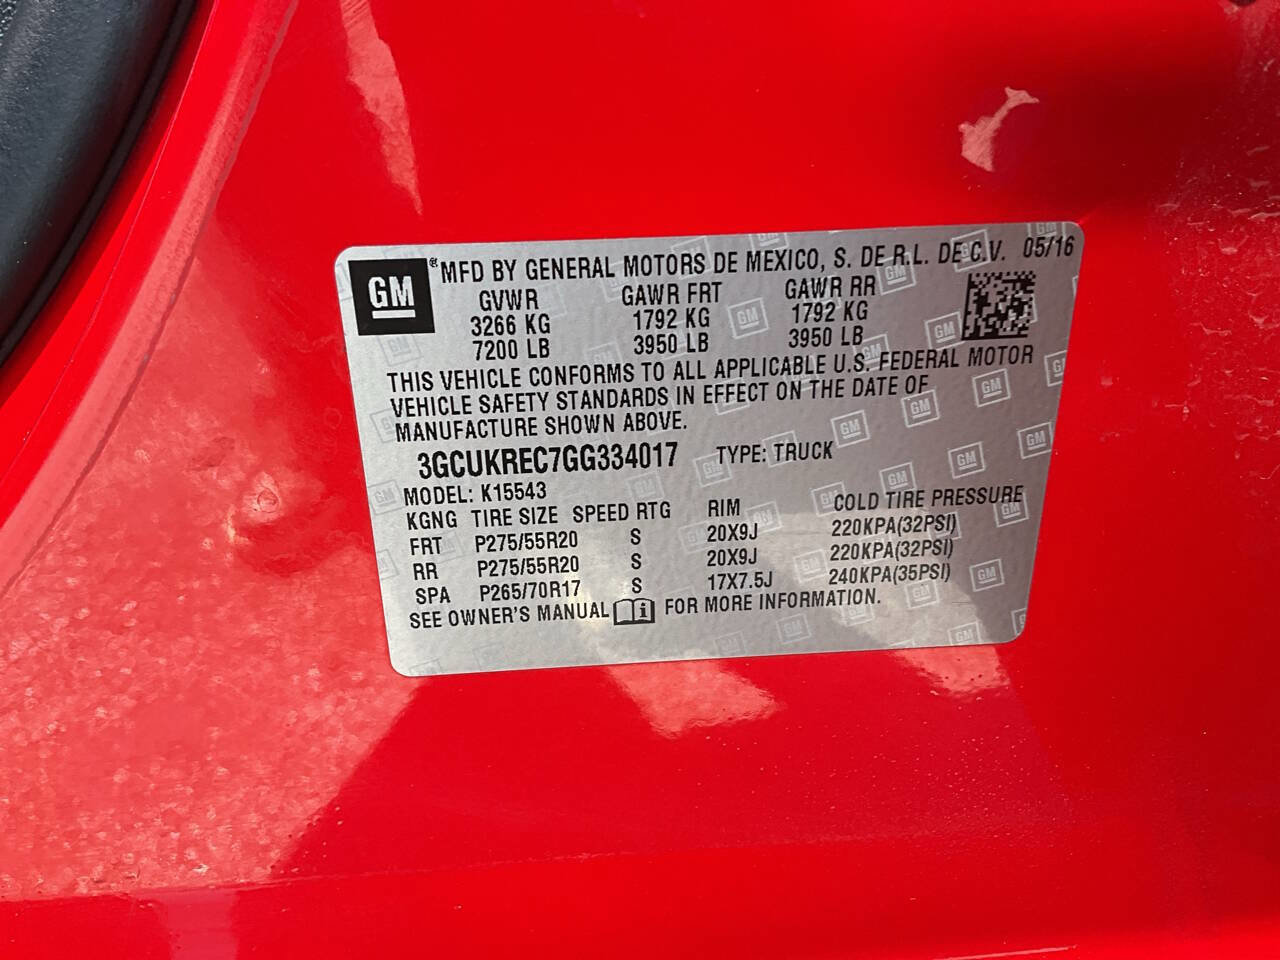 GM ® MFD BY GENERAL MOTORS DE MEXICO, S. DE R.L. DE C.V. 05/16
GVWR GAWR FRT GAWR RR
3266 KG 1792 KG 1792 KG
7200 LB 3950 LB 3950 LB
THIS VEHICLE CONFORMS TO ALL APPLICABLE U.S. FEDERAL MOTOR
VEHICLE SAFETY STANDARDS IN EFFECT ON THE DATE OF
MANUFACTURE SHOWN ABOVE.
3GCUKREC7GG334017 TYPE: TRUCK
MODEL: K15543
KGNG TIRE SIZE SPEED RTG RIM COLD TIRE PRESSURE
FRT P275/55R20 S 20X9J 220KPA(32PSI)
RR P275/55R20 S 20X9J 220KPA(32PSI)
SPA P265/70R17 S 17X7.5J 240KPA(35PSI)
SEE OWNER'S MANUAL FOR MORE INFORMATION.